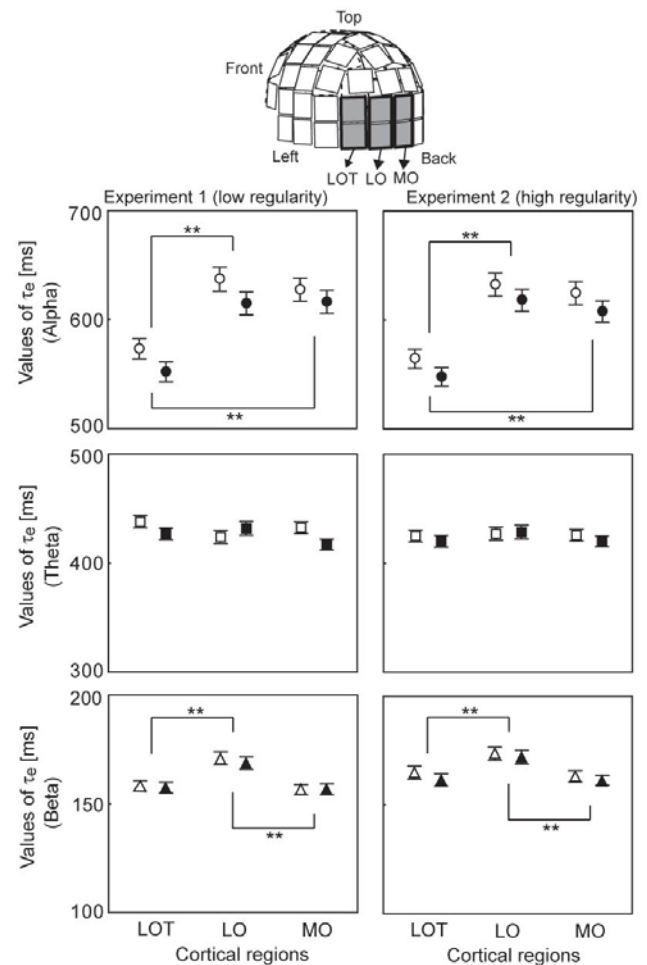 Top
Front
Left
Back
LOT LO MO
Experiment 1 (low regularity)
Experiment 2 (high regularity)
Values of τe [ms]
(Alpha)
700
600
500
**
**
**
**
Values of τe [ms]
(Theta)
500
400
300
Values of τe [ms]
(Beta)
200
150
100
**
**
**
**
LOT LO MO
Cortical regions
LOT LO MO
Cortical regions